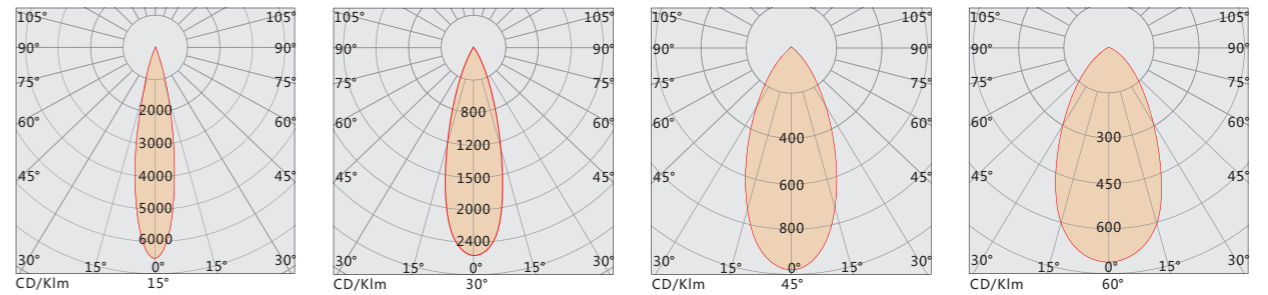 105° 105° 105° 105° 105° 105° 105° 105°
90° 90° 90° 90° 90° 90° 90° 90°
75° 75° 75° 75° 75° 75° 75° 75°
2000 800
60° 60° 60° 60° 60° 60° 60° 60°
400 300
3000 1200
45° 4000 45° 45° 1500 45° 45° 600 45° 45° 450 45°
5000 2000
6000 2400 800 600
30° 15° 0° 15° 30° 30° 15° 0° 15° 30° 30° 15° 0° 15° 30° 30° 15° 0° 15° 30°
CD/Klm 15° CD/Klm 30° CD/Klm 45° CD/Klm 60°